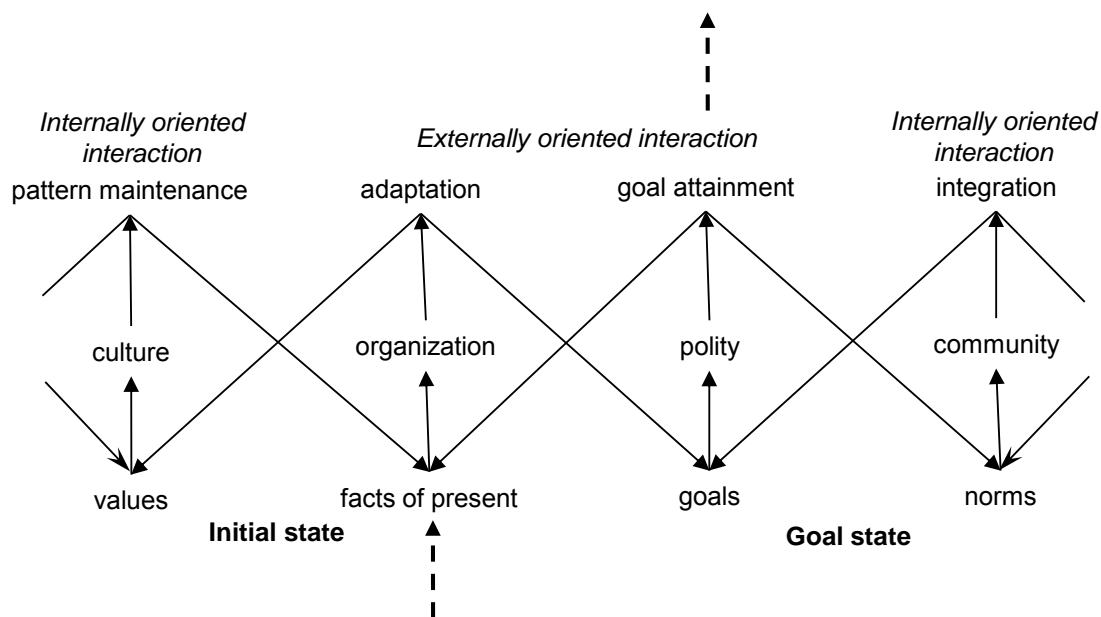 Internally oriented
interaction
Externally oriented interaction
Internally oriented
interaction
pattern maintenance
adaptation
goal attainment
integration
culture
organization
polity
community
values
facts of present
goals
norms
Initial state
Goal state